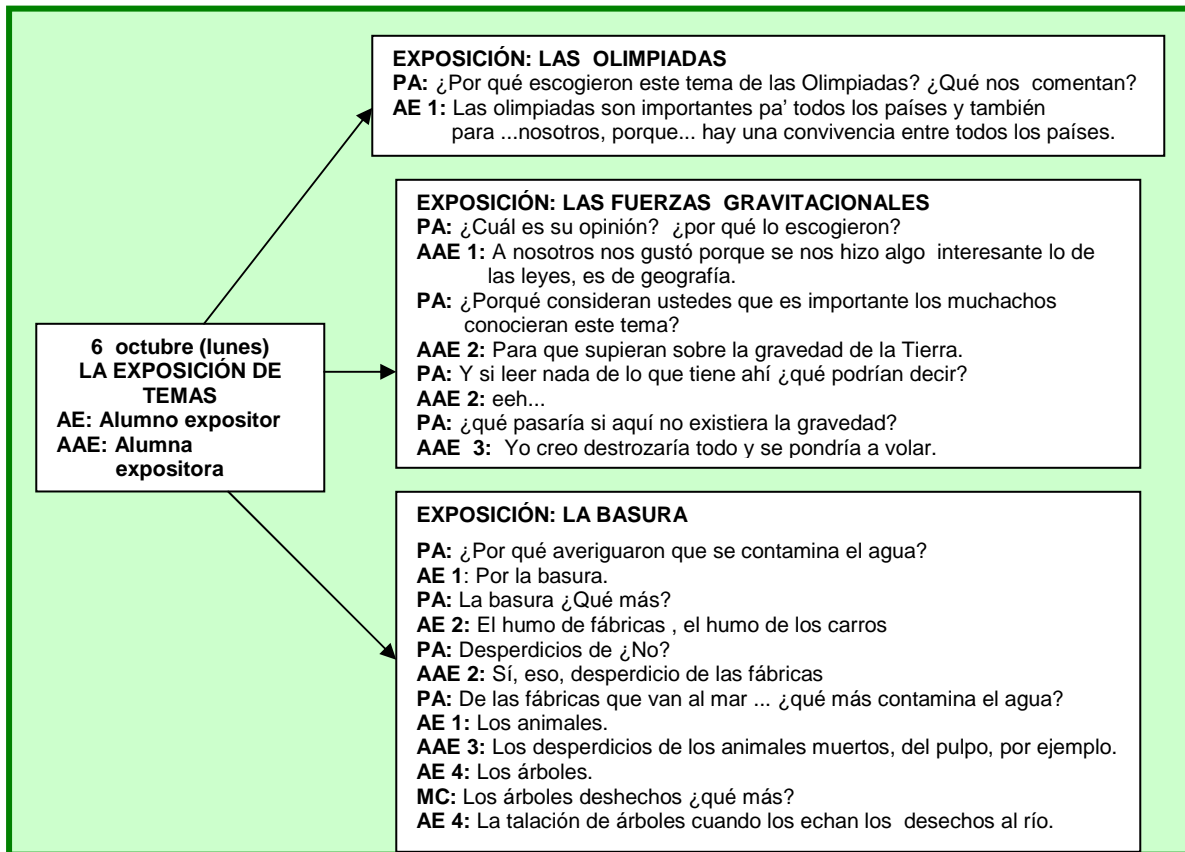 6 octubre (lunes)
LA EXPOSICIÓN DE
TEMAS
AE: Alumno expositor
AAE: Alumna
expositora
EXPOSICIÓN: LAS OLIMPIADAS
PA: ¿Por qué escogieron este tema de las Olimpiadas? ¿Qué nos comentan?
AE 1: Las olimpiadas son importantes pa' todos los países y también
para ...nosotros, porque... hay una convivencia entre todos los países.
EXPOSICIÓN: LAS FUERZAS GRAVITACIONALES
PA: ¿Cuál es su opinión? ¿por qué lo escogieron?
AAE 1: A nosotros nos gustó porque se nos hizo algo interesante lo de
las leyes, es de geografía.
PA: ¿Porqué consideran ustedes que es importante los muchachos
conocieran este tema?
AAE 2: Para que supieran sobre la gravedad de la Tierra.
PA: Y si leer nada de lo que tiene ahí ¿qué podrían decir?
AAE 2: eeh...
PA: ¿qué pasaría si aquí no existiera la gravedad?
AAE 3: Yo creo destrozaría todo y se pondría a volar.
EXPOSICIÓN: LA BASURA
PA: ¿Por qué averiguaron que se contamina el agua?
AE 1: Por la basura.
PA: La basura ¿Qué más?
AE 2: El humo de fábricas , el humo de los carros
PA: Desperdicios de ¿No?
AAE 2: Sí, eso, desperdicio de las fábricas
PA: De las fábricas que van al mar ... ¿qué más contamina el agua?
AE 1: Los animales.
AAE 3: Los desperdicios de los animales muertos, del pulpo, por ejemplo.
AE 4: Los árboles.
MC: Los árboles deshechos ¿qué más?
AE 4: La talación de árboles cuando los echan los desechos al río.